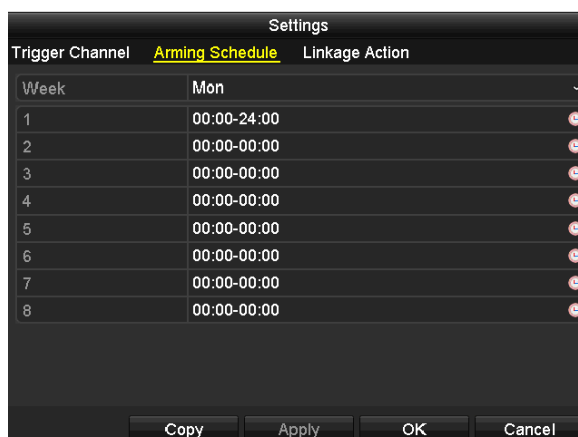 Settings
Trigger Channel Arming Schedule Linkage Action
Week Mon
1 00:00-24:00
2 00:00-00:00
3 00:00-00:00
4 00:00-00:00
5 00:00-00:00
6 00:00-00:00
7 00:00-00:00
8 00:00-00:00
Copy Apply OK Cancel